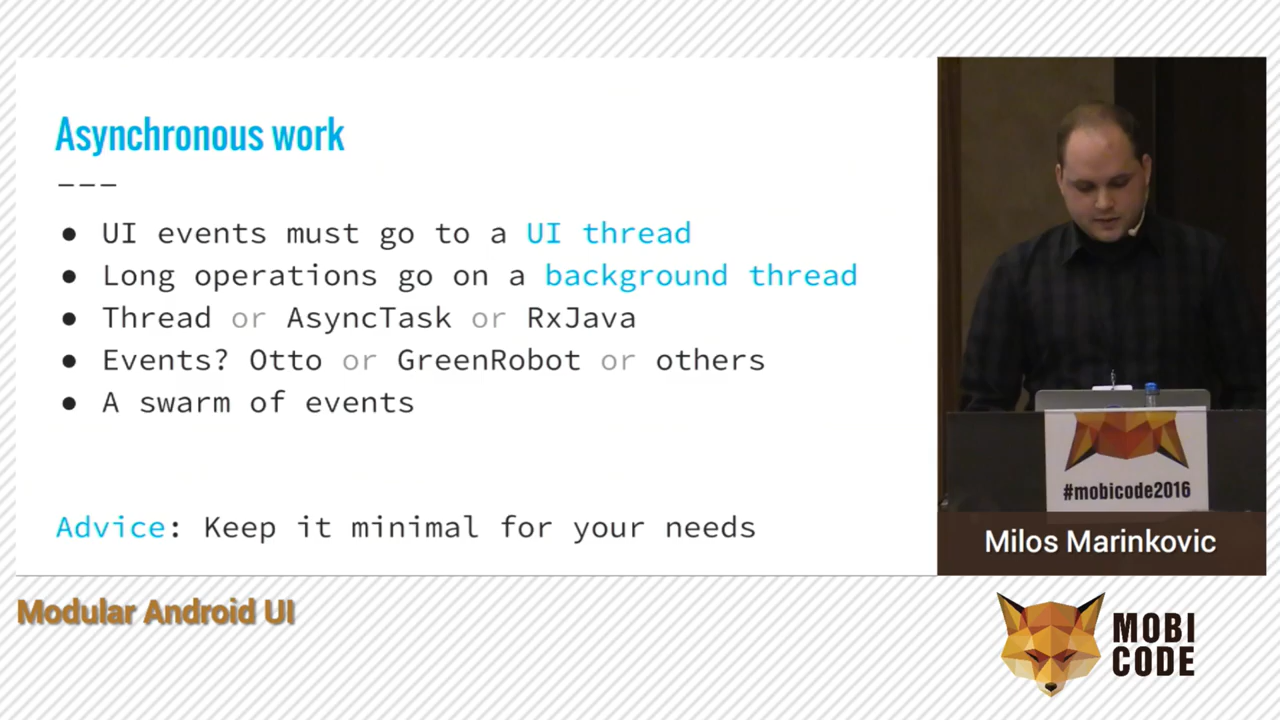 Asynchronous work
---
● UI events must go to a UI thread
● Long operations go on a background thread
● Thread or AsyncTask or RxJava
● Events? Otto or GreenRobot or others
● A swarm of events
Advice: Keep it minimal for your needs
#mobicode2016
Milos Marinkovic
Modular Android UI
MOBI
CODE